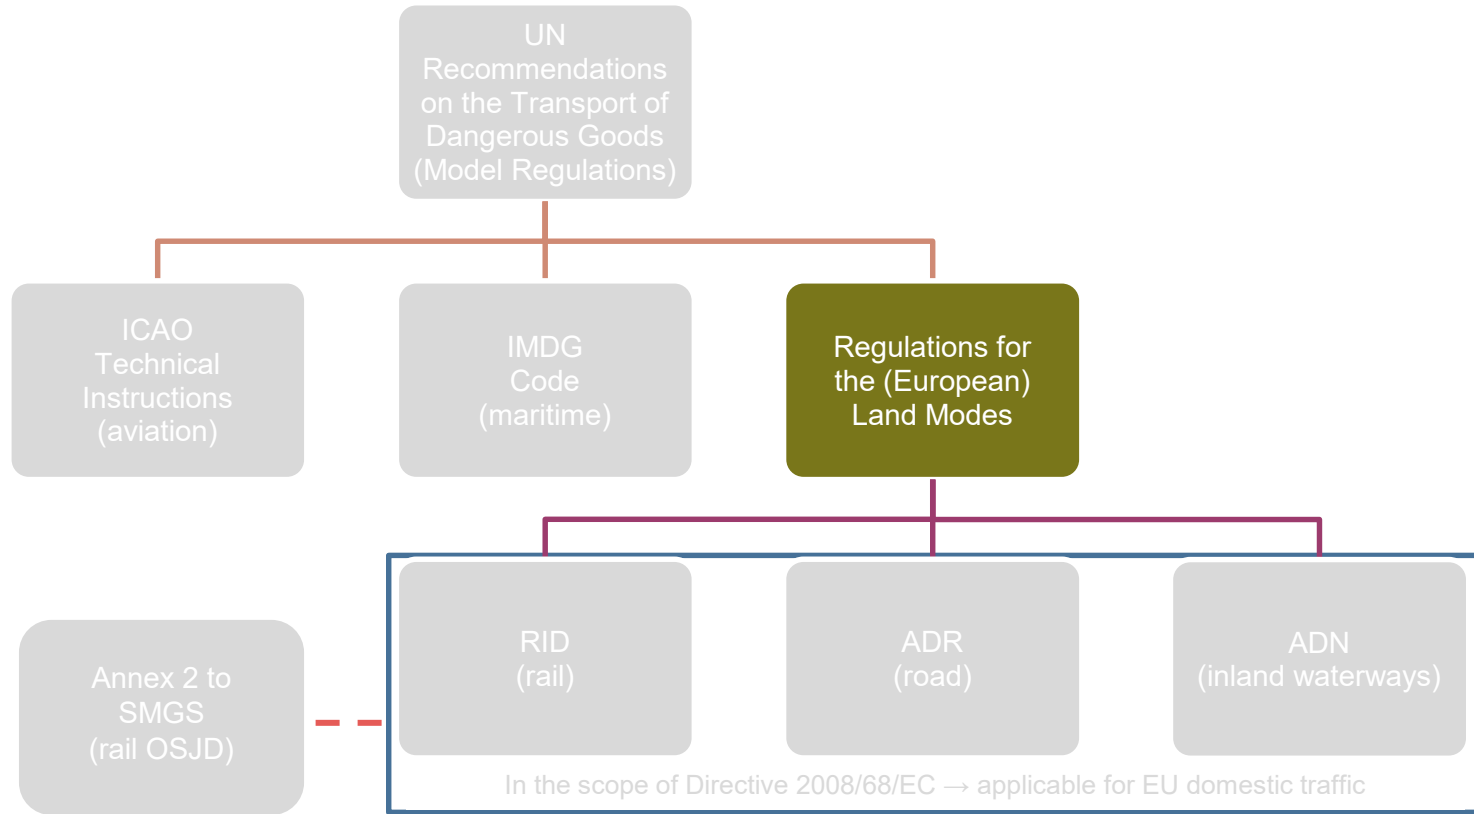 UN
Recommendations
on the Transport of
Dangerous Goods
(Model Regulations)
ICAO
Technical
Instructions
(aviation)
IMDG
Code
(maritime)
Regulations for
the (European)
Land Modes
Annex 2 to
SMGS
(rail OSJD)
RID
(rail)
ADR
(road)
ADN
(inland waterways)
In the scope of Directive 2008/68/EC → applicable for EU domestic traffic